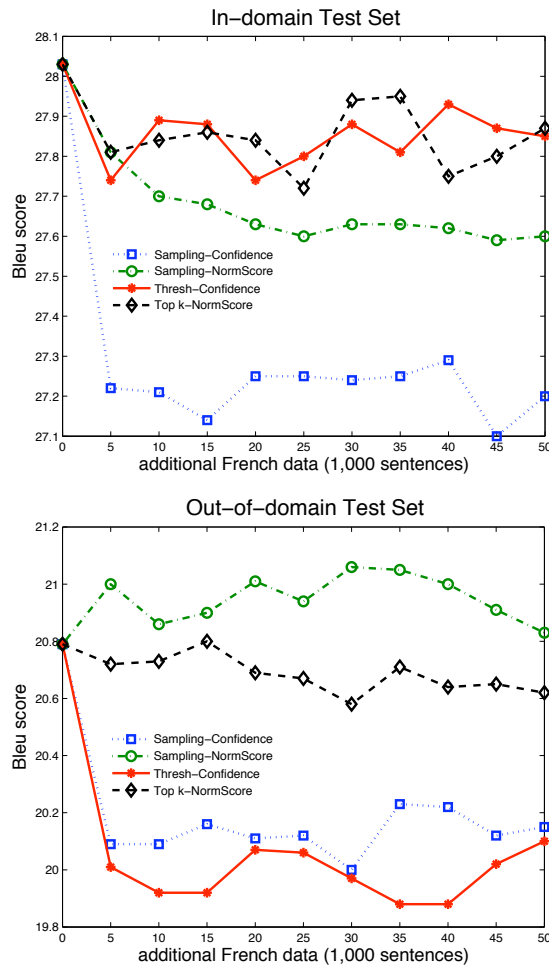 In-domain Test Set
28.1
28
27.9
27.8
27.7
27.6
27.5
27.4
27.3
27.2
27.1
Bleu score
Sampling-Confidence
Sampling-NormScore
Thresh-Confidence
Top k-NormScore
0 5 10 15 20 25 30 35 40 45 50
additional French data (1,000 sentences)
Out-of-domain Test Set
21.2
21
20.8
20.6
20.4
20.2
20
19.8
Bleu score
Sampling-Confidence
Sampling-NormScore
Thresh-Confidence
Top k-NormScore
0 5 10 15 20 25 30 35 40 45 50
additional French data (1,000 sentences)